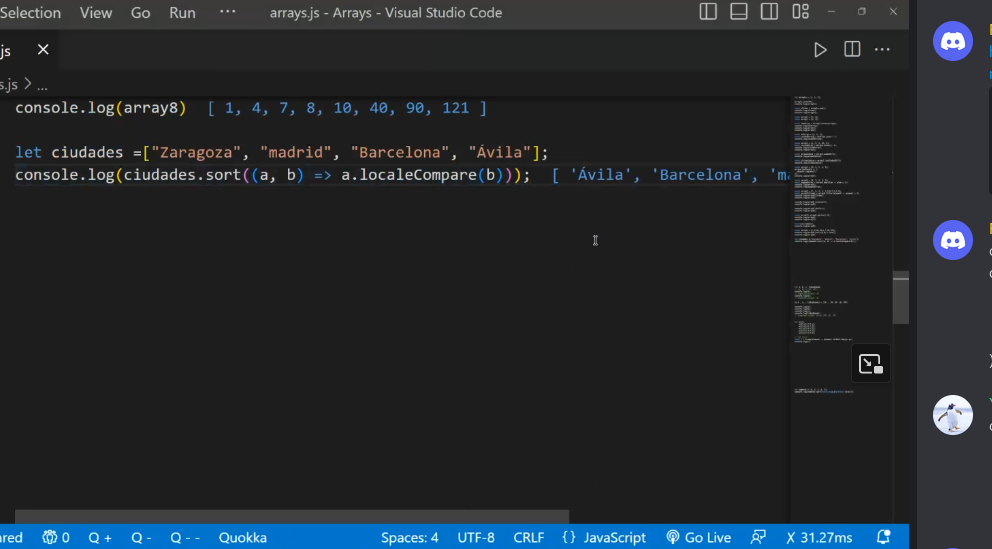 Selection View Go Run ··· arrays.js - Arrays - Visual Studio Code
js
s.js > ...
console.log(array8) [ 1, 4, 7, 8, 10, 40, 90, 121 ]
let ciudades =["Zaragoza", "madrid", "Barcelona", "Ávila"];
console.log(ciudades.sort((a, b) => a.localeCompare(b))); [ 'Ávila', 'Barcelona', 'ma
ared 0 Q + Q - Q - - Quokka Spaces: 4 UTF-8 CRLF {} JavaScript Go Live X 31.27ms